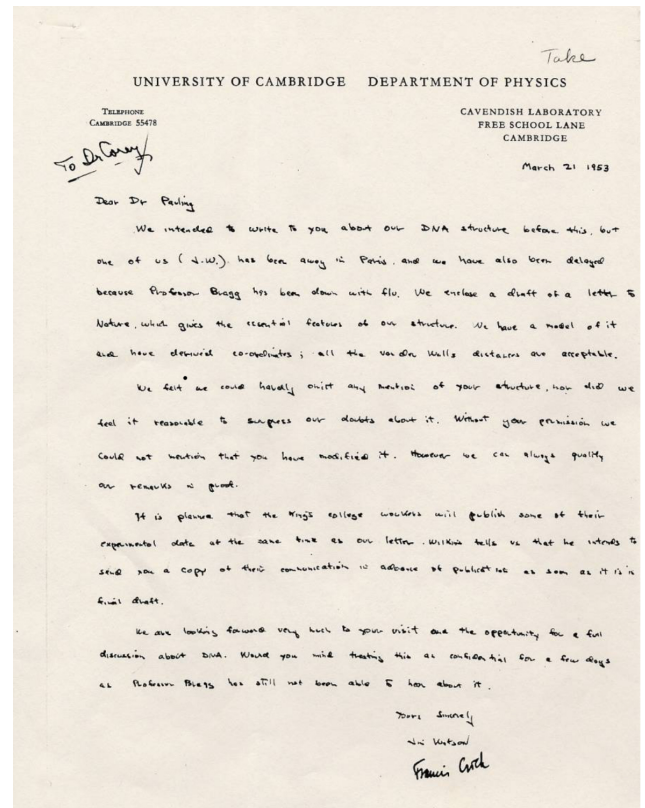 Take
UNIVERSITY OF CAMBRIDGE DEPARTMENT OF PHYSICS
TELEPHONE
CAMBRIDGE 55478
CAVENDISH LABORATORY
FREE SCHOOL LANE
CAMBRIDGE
To Dr Corey
March 21 1953
Dear Dr Pauling
We intended to write to you about our DNA structure before this, but
one of us (J.W.) has been away in Paris, and we have also been delayed
because Professor Bragg has been down with flu. We enclose a draft of a letter to
Nature, which gives the essential features of our structure. We have a model of it
and have derived co-ordinates; all the van der Walls distances are acceptable.
We felt we could hardly omit any mention of your structure, nor did we
feel it reasonable to surpress our doubts about it. Without your permission we
could not mention that you have modified it. However we can always qualify
our remarks in proof.
It is planned that the King's college workers will publish some of their
experimental data at the same time as our letter. Wilkins tells us that he intends to
send you a copy of their communication in advance of publication as soon as it is in
final draft.
We are looking forward very much to your visit and the opportunity for a full
discussion about DNA. Would you mind treating this as confidential for a few days
as Professor Bragg has still not been able to hear about it.
Yours Sincerely
Jim Watson
Francis Crick